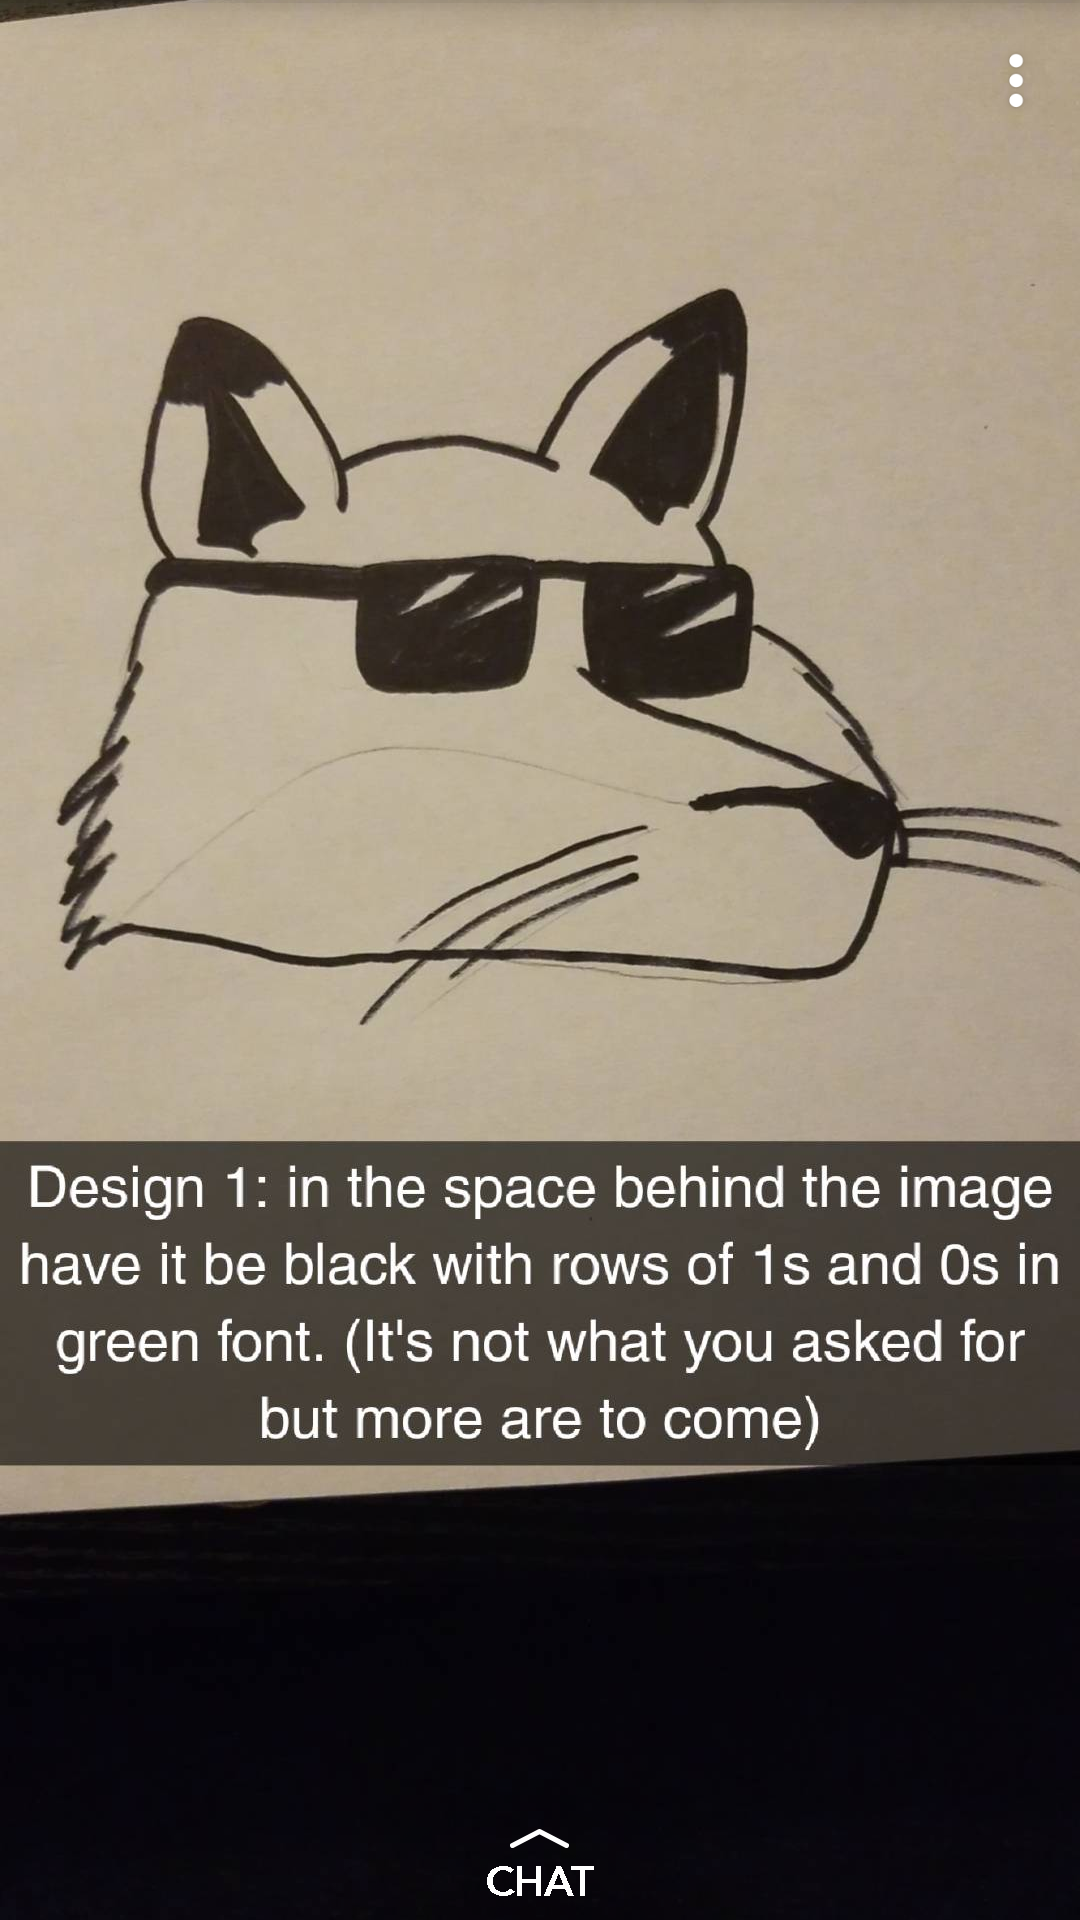 Design 1: in the space behind the image
have it be black with rows of 1s and 0s in
green font. (It's not what you asked for
but more are to come)
CHAT